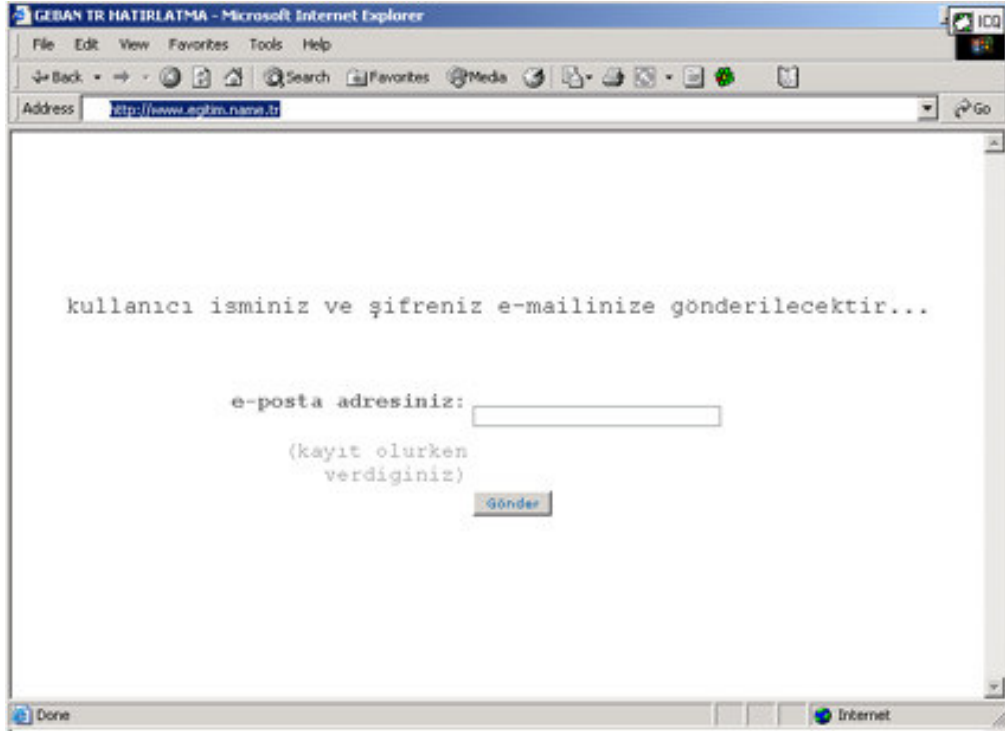 GEBAN TR HATIRLATMA - Microsoft Internet Explorer
ICQ
File Edit View Favorites Tools Help
Back Search Favorites Media
Address http://www.egitim.name.tr Go
kullanıcı isminiz ve şifreniz e-mailinize gönderilecektir...
e-posta adresiniz:
(kayıt olurken
verdiginiz)
Gönder
Done Internet